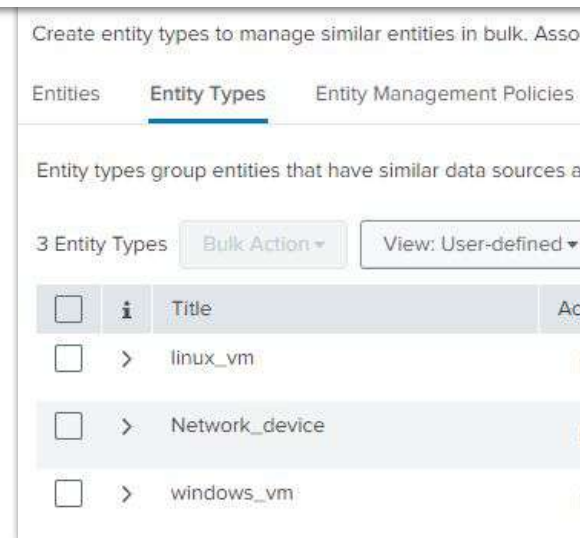 Create entity types to manage similar entities in bulk. Asso
Entities Entity Types Entity Management Policies
Entity types group entities that have similar data sources a
3 Entity Types Bulk Action View: User-defined
i Title Ac
linux_vm
Network_device
windows_vm